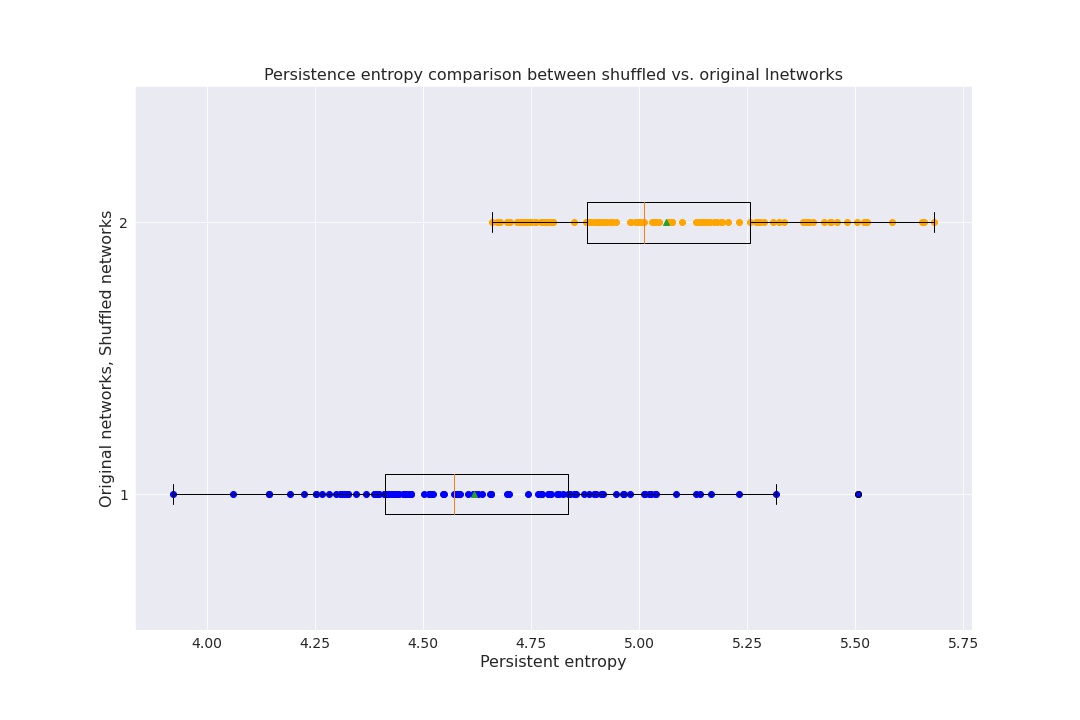 Persistence entropy comparison between shuffled vs. original Inetworks
Original networks, Shuffled networks
2
1
4.00 4.25 4.50 4.75 5.00 5.25 5.50 5.75
Persistent entropy